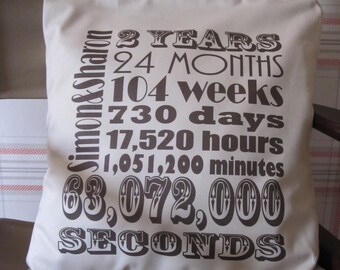 Simon&Sharon
2 YEARS
24 MONTHS
104 weeks
730 days
17,520 hours
1,051,200 minutes
63,072,000
SECONDS